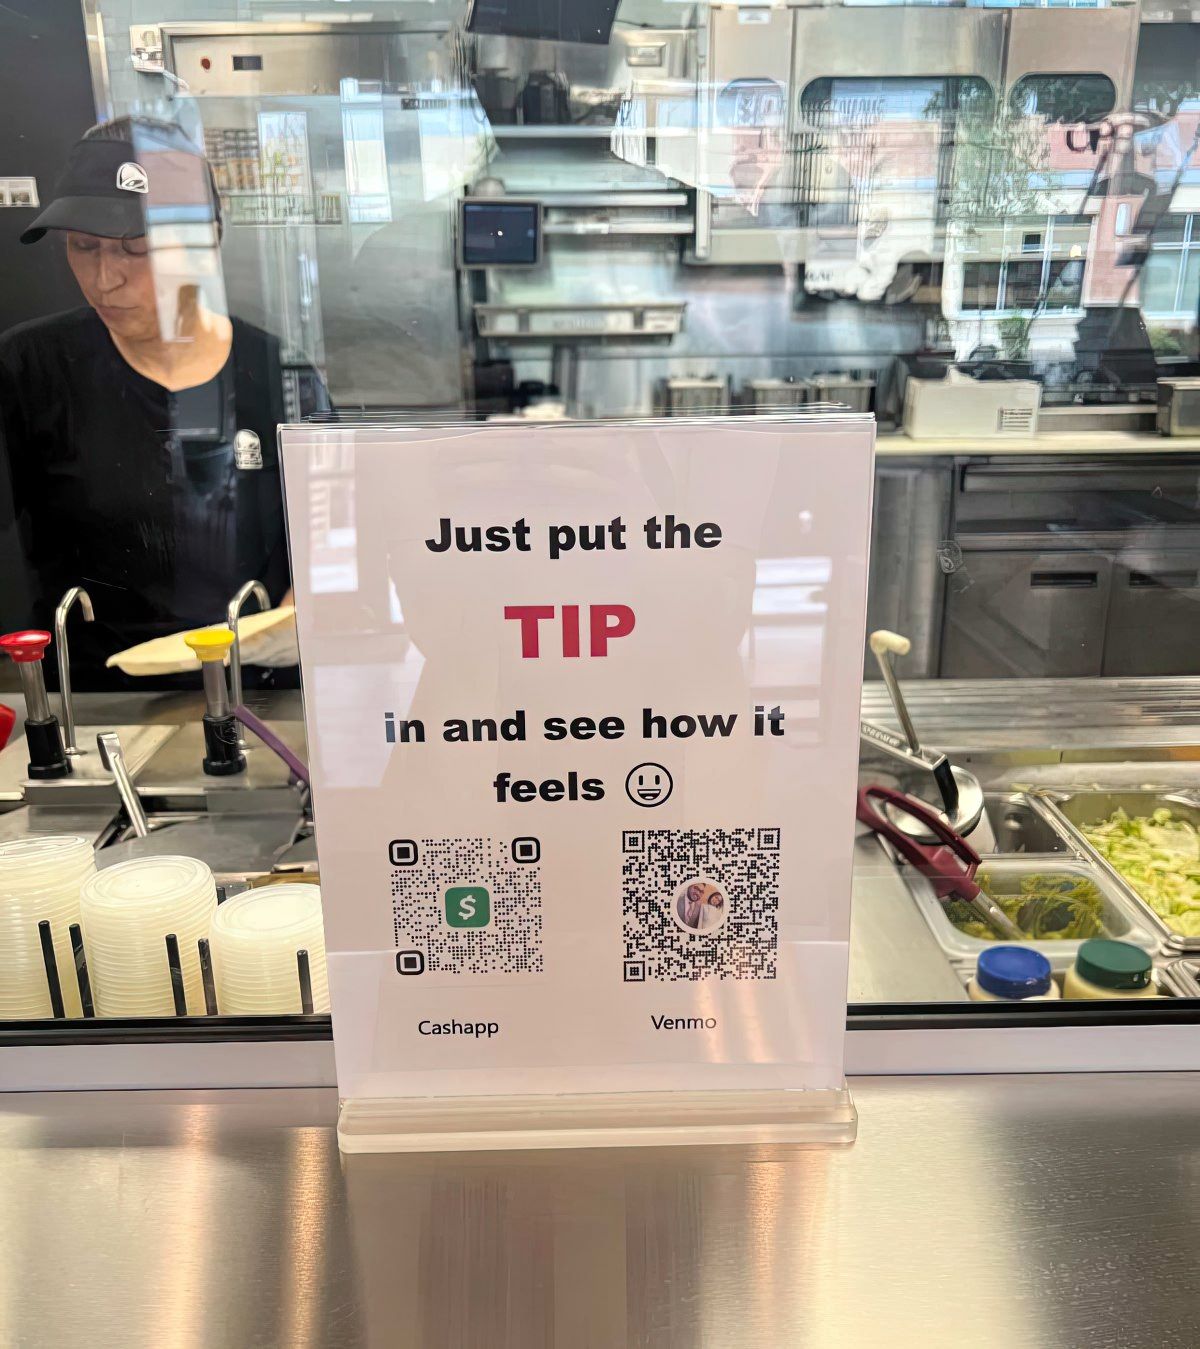 Just put the
TIP
in and see how it
feels
$
Cashapp
Venmo